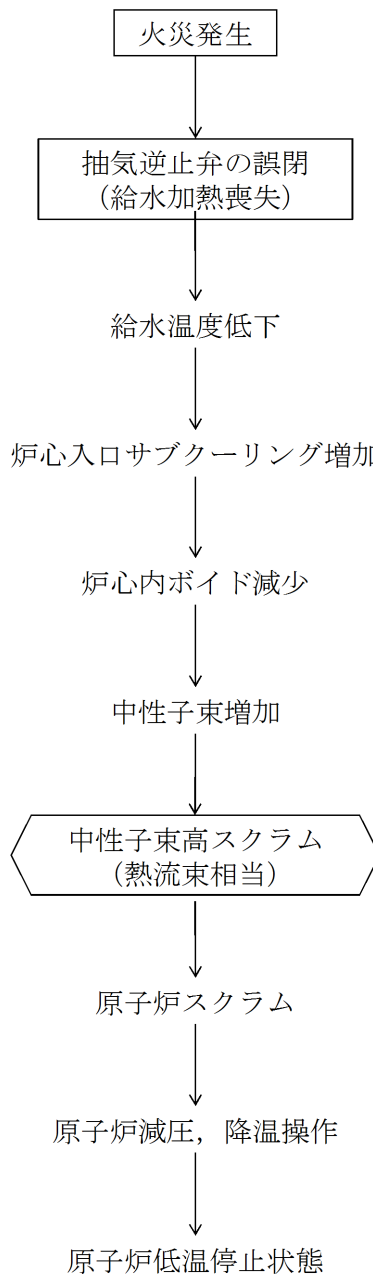 火災発生
抽気逆止弁の誤閉
（給水加熱喪失）
給水温度低下
炉心入口サブクーリング増加
炉心内ボイド減少
中性子束増加
中性子束高スクラム
（熱流束相当）
原子炉スクラム
原子炉減圧，降温操作
原子炉低温停止状態